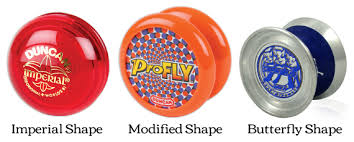 DUNCAN
Imperial
PROFLY
DUNCAN
Imperial Shape
Modified Shape
Butterfly Shape